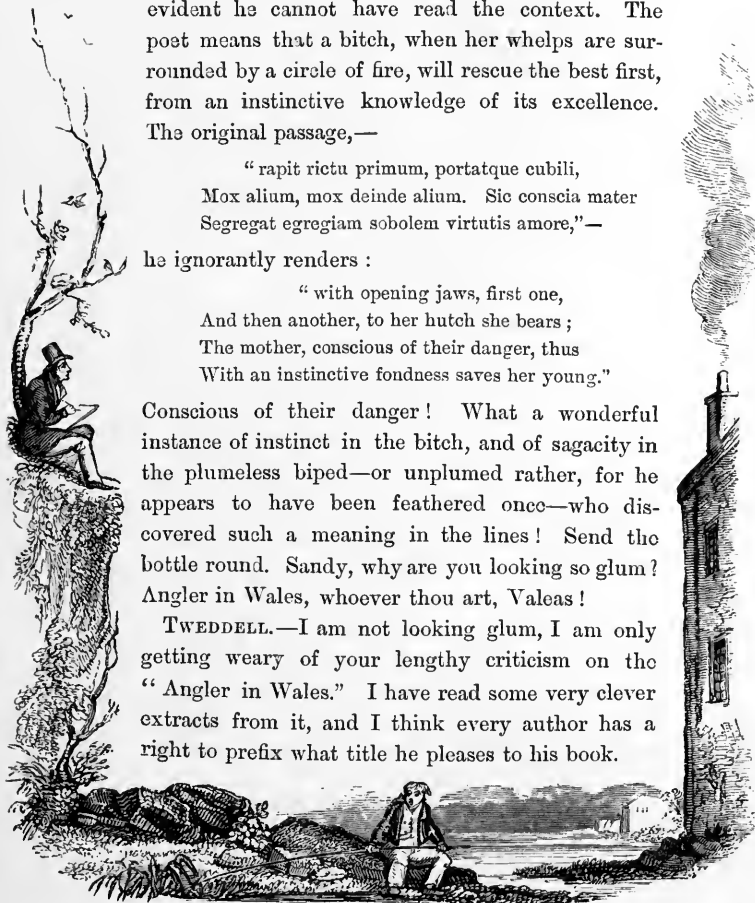 evident he cannot have read the context. The
poet means that a bitch, when her whelps are sur-
rounded by a circle of fire, will rescue the best first,
from an instinctive knowledge of its excellence.
The original passage,—
“rapit rictu primum, portatque cubili,
Mox alium, mox deinde alium. Sic conscia mater
Segregat egregiam sobolem virtutis amore,”—
he ignorantly renders :
“ with opening jaws, first one,
And then another, to her hutch she bears ;
The mother, conscious of their danger, thus
With an instinctive fondness saves her young.”
Conscious of their danger ! What a wonderful
instance of instinct in the bitch, and of sagacity in
the plumeless biped—or unplumed rather, for he
appears to have been feathered once—who dis-
covered such a meaning in the lines ! Send the
bottle round. Sandy, why are you looking so glum ?
Angler in Wales, whoever thou art, Valeas !
TWEDDELL.—I am not looking glum, I am only
getting weary of your lengthy criticism on the
“ Angler in Wales.” I have read some very clever
extracts from it, and I think every author has a
right to prefix what title he pleases to his book.